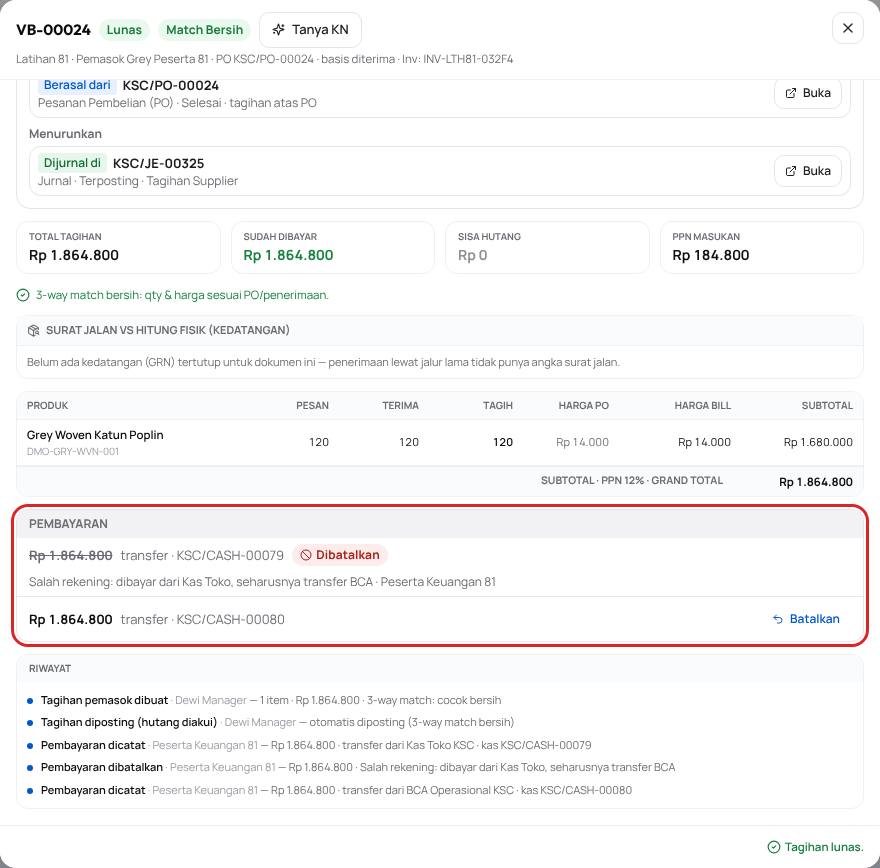 VB-00024 Lunas Match Bersih Tanya KN
Latihan 81 · Pemasok Grey Peserta 81 · PO KSC/PO-00024 · basis diterima · Inv: INV-LTH81-032F4
Berasal dari KSC/PO-00024
Pesanan Pembelian (PO) · Selesai · tagihan atas PO
Buka
Menurunkan
Dijurnal di KSC/JE-00325
Jurnal · Terposting · Tagihan Supplier
Buka
TOTAL TAGIHAN
Rp 1.864.800
SUDAH DIBAYAR
Rp 1.864.800
SISA HUTANG
Rp 0
PPN MASUKAN
Rp 184.800
3-way match bersih: qty & harga sesuai PO/penerimaan.
SURAT JALAN VS HITUNG FISIK (KEDATANGAN)
Belum ada kedatangan (GRN) tertutup untuk dokumen ini — penerimaan lewat jalur lama tidak punya angka surat jalan.
PRODUK PESAN TERIMA TAGIH HARGA PO HARGA BILL SUBTOTAL
Grey Woven Katun Poplin 120 120 120 Rp 14.000 Rp 14.000 Rp 1.680.000
DMO-GRY-WVN-001
SUBTOTAL · PPN 12% · GRAND TOTAL Rp 1.864.800
PEMBAYARAN
Rp 1.864.800 transfer · KSC/CASH-00079 Dibatalkan
Salah rekening: dibayar dari Kas Toko, seharusnya transfer BCA · Peserta Keuangan 81
Rp 1.864.800 transfer · KSC/CASH-00080 Batalkan
RIWAYAT
Tagihan pemasok dibuat · Dewi Manager — 1 item · Rp 1.864.800 · 3-way match: cocok bersih
Tagihan diposting (hutang diakui) · Dewi Manager — otomatis diposting (3-way match bersih)
Pembayaran dicatat · Peserta Keuangan 81 — Rp 1.864.800 · transfer dari Kas Toko KSC · kas KSC/CASH-00079
Pembayaran dibatalkan · Peserta Keuangan 81 — Rp 1.864.800 · Salah rekening: dibayar dari Kas Toko, seharusnya transfer BCA
Pembayaran dicatat · Peserta Keuangan 81 — Rp 1.864.800 · transfer dari BCA Operasional KSC · kas KSC/CASH-00080
Tagihan lunas.